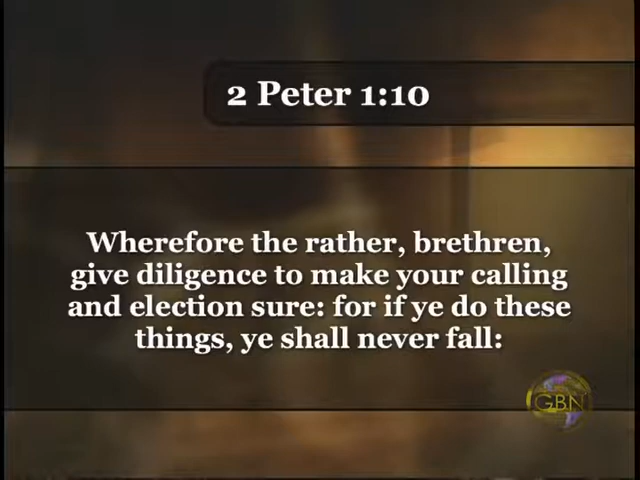 2 Peter 1:10
Wherefore the rather, brethren,
give diligence to make your calling
and election sure: for if ye do these
things, ye shall never fall:
GBN